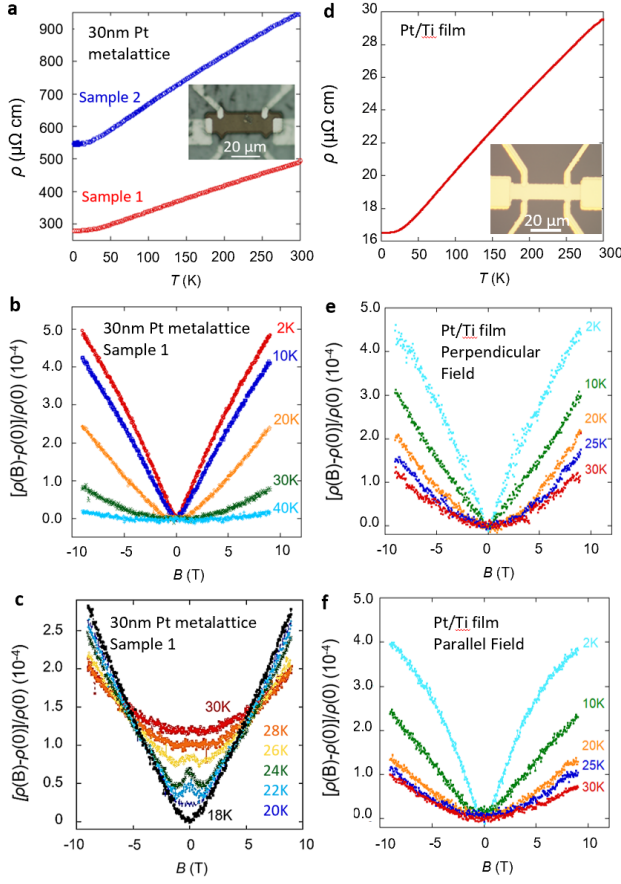 a
30nm Pt
metalattice
Sample 2
Sample 1
20 μm
ρ (μΩ cm)
950
900
800
700
600
500
400
300
0
50
100
150
200
250
300
T (K)
d
Pt/Ti film
20 μm
ρ (μΩ cm)
30
28
26
24
22
20
18
16
0
50
100
150
200
250
300
T (K)
b
30nm Pt metalattice
Sample 1
2K
10K
20K
30K
40K
[ρ(B)-ρ(0)]/ρ(0) (10⁻⁴)
5.0
4.0
3.0
2.0
1.0
0.0
-10
-5
0
5
10
B (T)
e
Pt/Ti film
Perpendicular
Field
2K
10K
20K
25K
30K
[ρ(B)-ρ(0)]/ρ(0) (10⁻⁴)
5.0
4.0
3.0
2.0
1.0
0.0
-10
-5
0
5
10
B (T)
c
30nm Pt metalattice
Sample 1
30K
28K
26K
24K
22K
20K
18K
[ρ(B)-ρ(0)]/ρ(0) (10⁻⁴)
2.5
2.0
1.5
1.0
0.5
0
-10
-5
0
5
10
B (T)
f
Pt/Ti film
Parallel Field
2K
10K
20K
25K
30K
[ρ(B)-ρ(0)]/ρ(0) (10⁻⁴)
5.0
4.0
3.0
2.0
1.0
0.0
-10
-5
0
5
10
B (T)